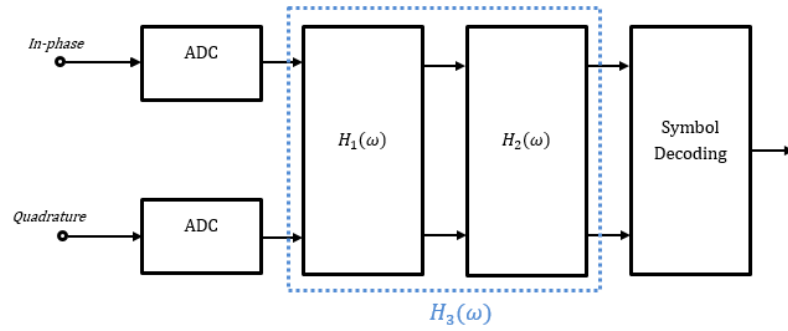 In-phase
ADC
H₁(ω)
H₂(ω)
Symbol
Decoding
Quadrature
ADC
H₃(ω)